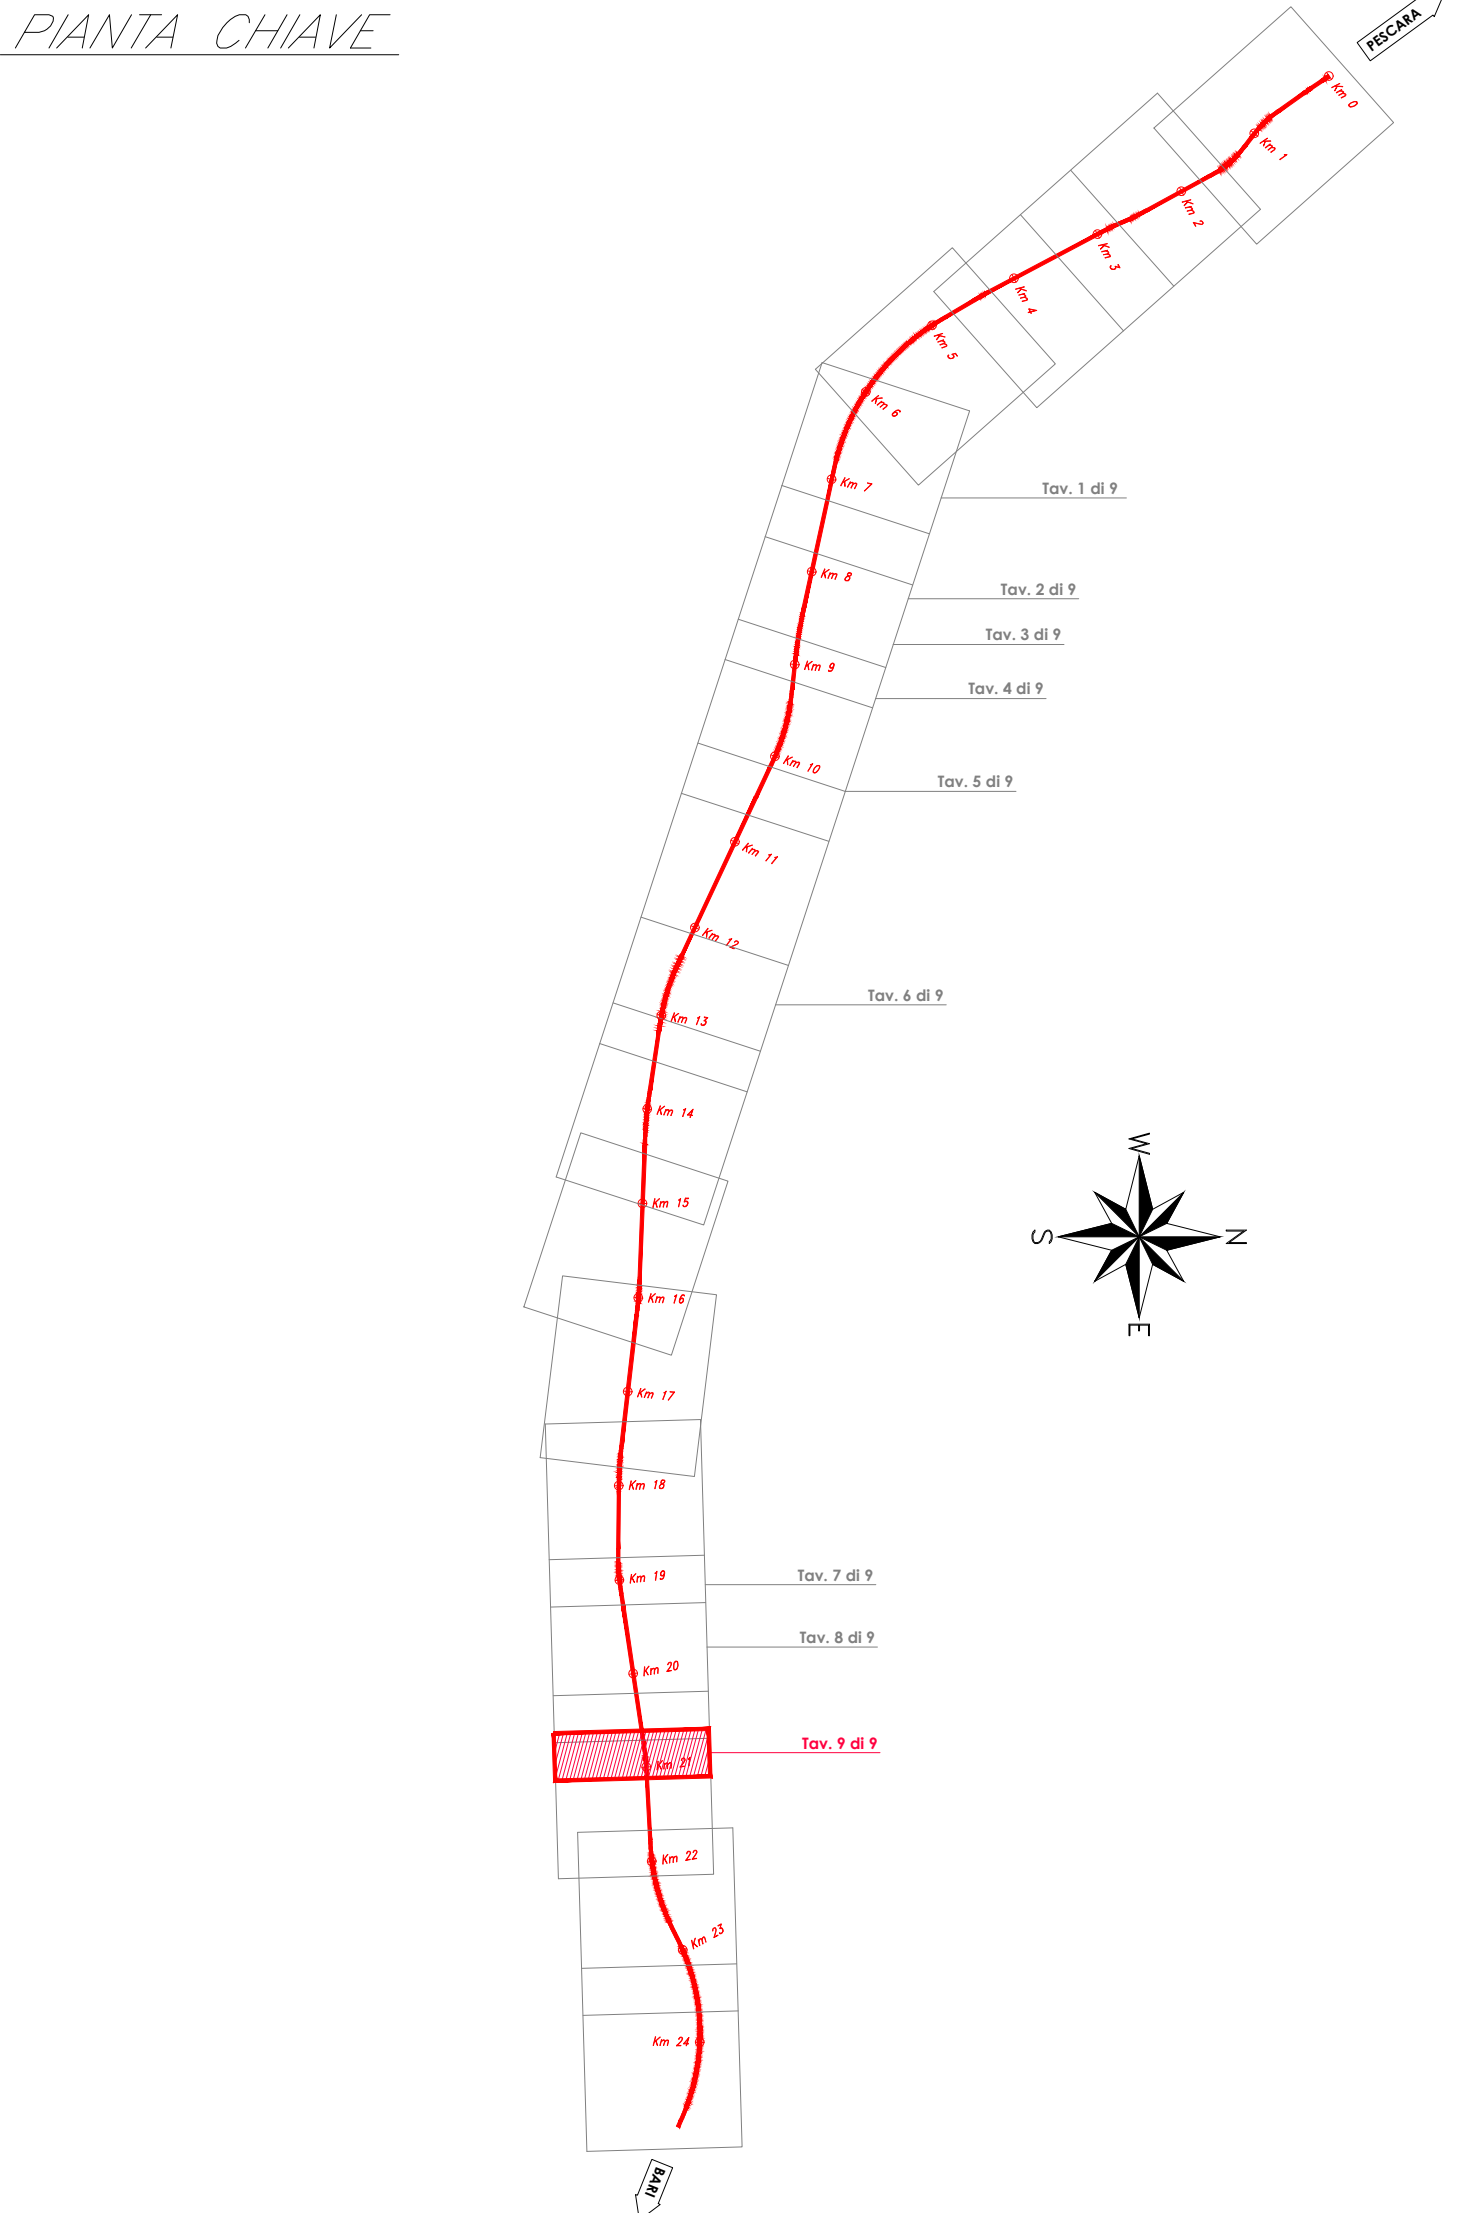 PIANTA CHIAVE
PESCARA
Km 0
Km 1
Km 2
Km 3
Km 4
Km 5
Km 6
Km 7
Tav. 1 di 9
Km 8
Tav. 2 di 9
Tav. 3 di 9
Km 9
Tav. 4 di 9
Km 10
Tav. 5 di 9
Km 11
Km 12
Tav. 6 di 9
Km 13
Km 14
W
Km 15
S
N
Km 16
E
Km 17
Km 18
Tav. 7 di 9
Km 19
Tav. 8 di 9
Km 20
Tav. 9 di 9
Km 21
Km 22
Km 23
Km 24
BARI